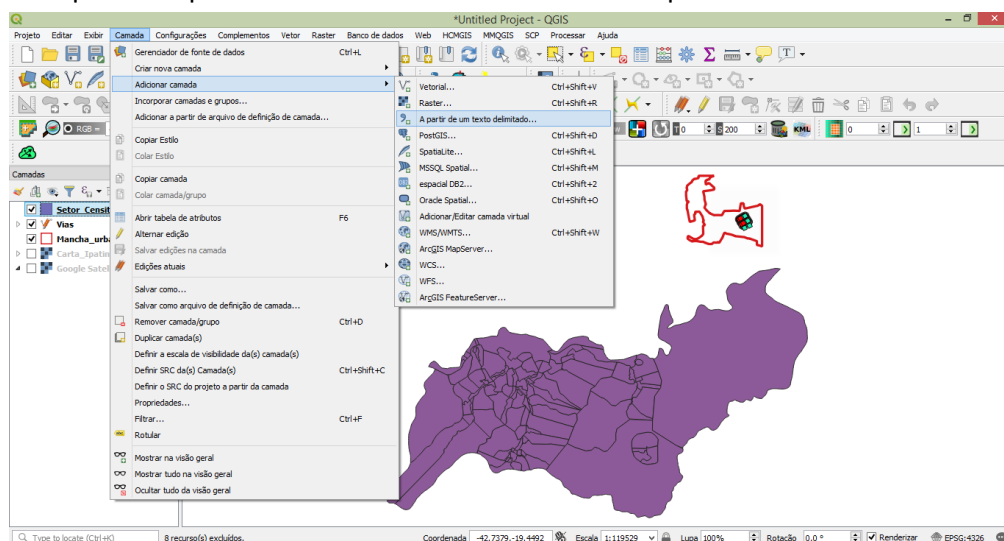 *Untitled Project - QGIS
Projeto Editar Exibir Camada Configurações Complementos Vetor Raster Banco de dados Web HCMGIS MMQGIS SCP Processar Ajuda
Gerenciador de fonte de dados Ctrl+L
Criar nova camada
Adicionar camada
Incorporar camadas e grupos...
Adicionar a partir de arquivo de definição de camada...
Copiar Estilo
Colar Estilo
Copiar camada
Colar camada/grupo
Abrir tabela de atributos F6
Alternar edição
Salvar edições na camada
Edições atuais
Salvar como...
Salvar como arquivo de definição de camada...
Remover camada/grupo Ctrl+D
Duplicar camada(s)
Definir a escala de visibilidade da(s) camada(s)
Definir SRC da(s) Camada(s) Ctrl+Shift+C
Definir o SRC do projeto a partir da camada
Propriedades...
Filtrar... Ctrl+F
Rotular
Mostrar na visão geral
Mostrar tudo na visão geral
Ocultar tudo da visão geral
Vetorial... Ctrl+Shift+V
Raster... Ctrl+Shift+R
A partir de um texto delimitado...
PostGIS... Ctrl+Shift+D
SpatiaLite... Ctrl+Shift+L
MSSQL Spatial... Ctrl+Shift+M
espacial DB2... Ctrl+Shift+2
Oracle Spatial... Ctrl+Shift+O
Adicionar/Editar camada virtual
WMS/WMTS... Ctrl+Shift+W
ArcGIS MapServer...
WCS...
WFS...
ArcGIS FeatureServer...
RGB =
T 0 S 200 KML 0 1
Camadas
Setor_Censit
Vias
Mancha_urba
Carta_Ipatin
Google Satel
Type to locate (Ctrl+K) 8 recurso(s) excluídos. Coordenada -42.7379,-19.4492 Escala 1:119529 Lupa 100% Rotação 0,0 ° Renderizar EPSG:4326